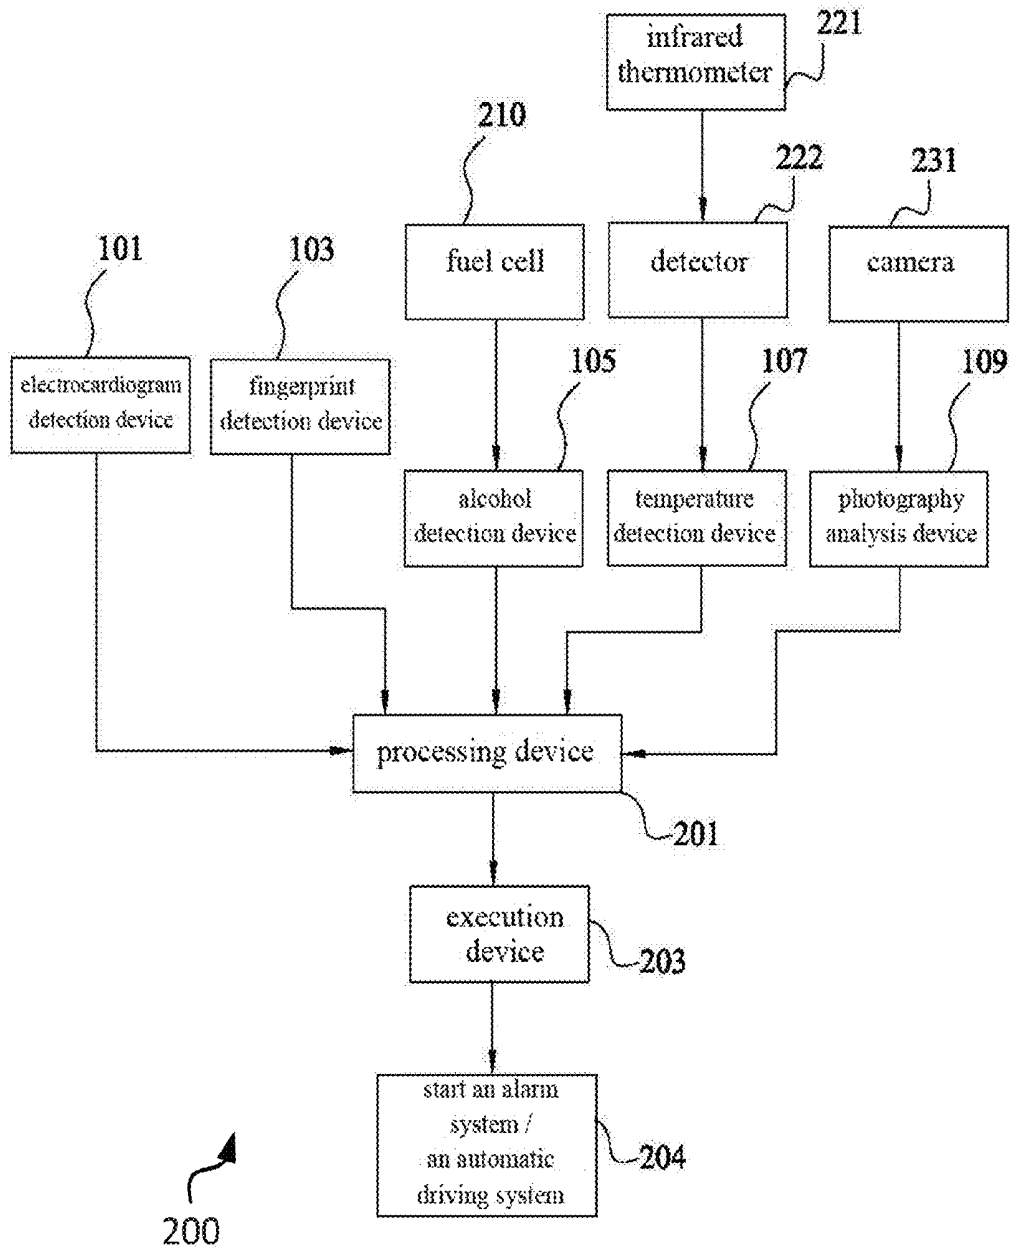 221
infrared
thermometer
210
222
231
101
103
fuel cell
detector
camera
105
107
109
electrocardiogram
detection device
fingerprint
detection device
alcohol
detection device
temperature
detection device
photography
analysis device
processing device
201
execution
device
203
start an alarm
system /
an automatic
driving system
204
200